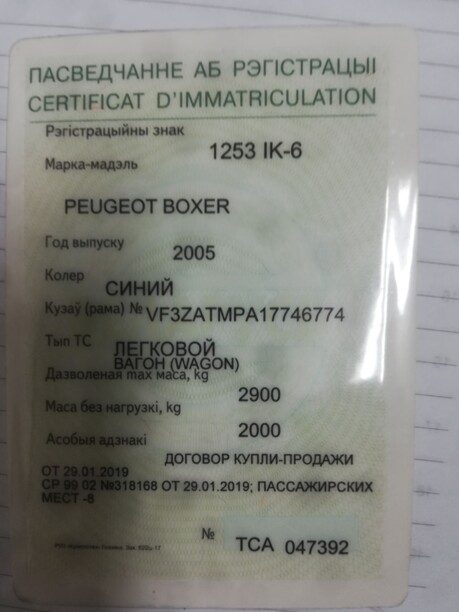 ПАСВЕДЧАННЕ АБ РЭГІСТРАЦЫІ
CERTIFICAT D'IMMATRICULATION
Рэгістрацыйны знак 1253 IK-6
Марка-мадэль
PEUGEOT BOXER
Год выпуску 2005
Колер СИНИЙ
Кузаў (рама) № VF3ZATMPA17746774
Тып ТС ЛЕГКОВОЙ
ВАГОН (WAGON)
Дазволеная max маса, kg 2900
Маса без нагрузкі, kg 2000
Асобыя адзнакі
ДОГОВОР КУПЛИ-ПРОДАЖИ
ОТ 29.01.2019
СР 99 02 №318168 ОТ 29.01.2019; ПАССАЖИРСКИХ
МЕСТ -8
№ TCA 047392